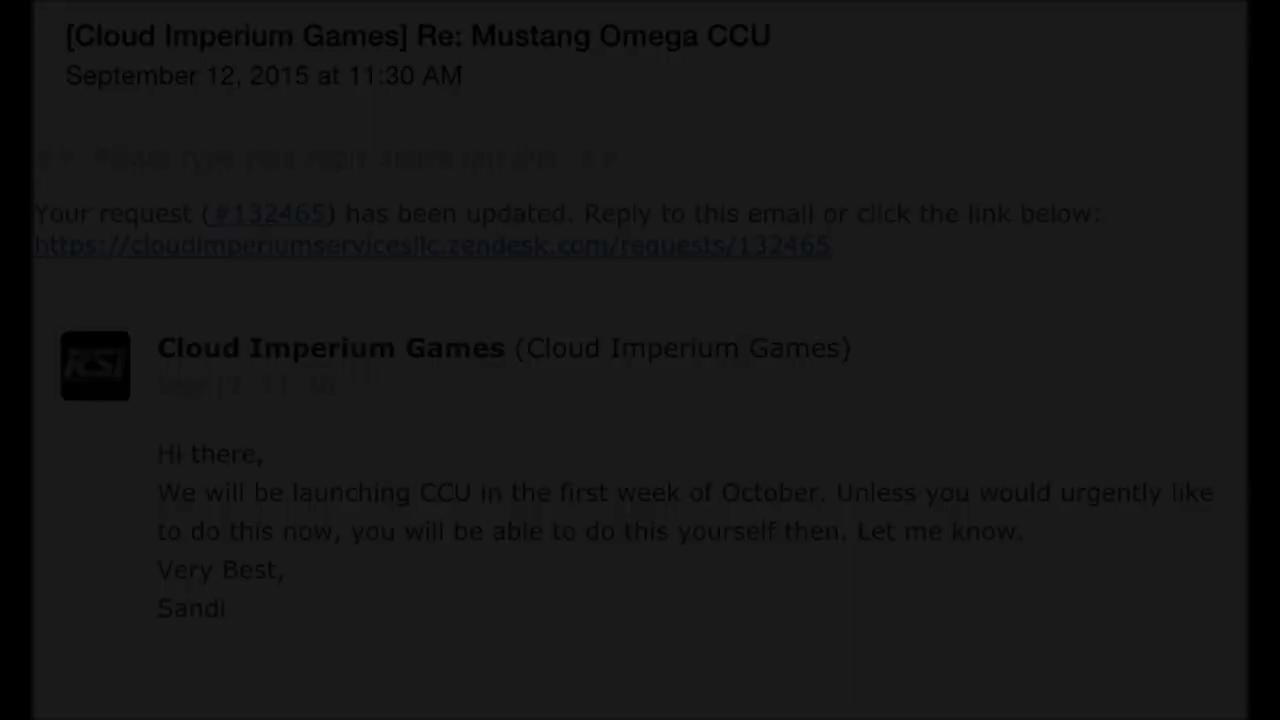 [Cloud Imperium Games] Re: Mustang Omega CCU
September 12, 2015 at 11:30 AM
Your request (#132465) has been updated. Reply to this email or click the link below:
https://cloudimperiumservicesllc.zendesk.com/requests/132465
RSI
Cloud Imperium Games (Cloud Imperium Games)
Hi there,
We will be launching CCU in the first week of October. Unless you would urgently like
to do this now, you will be able to do this yourself then. Let me know.
Very Best,
Sandi